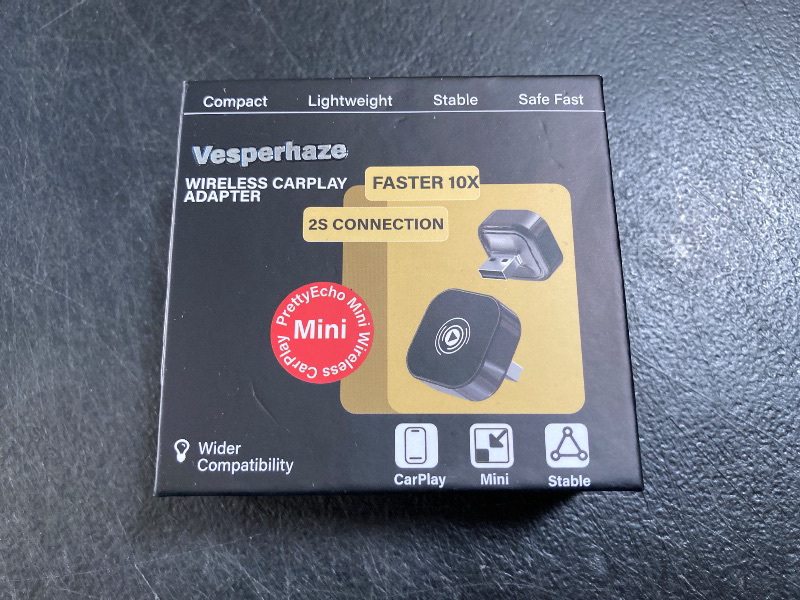 Compact Lightweight Stable Safe Fast
Vesperhaze
WIRELESS CARPLAY
ADAPTER
FASTER 10X
2S CONNECTION
PrettyEcho Mini Wireless CarPlay
Mini
Wider
Compatibility
CarPlay Mini Stable